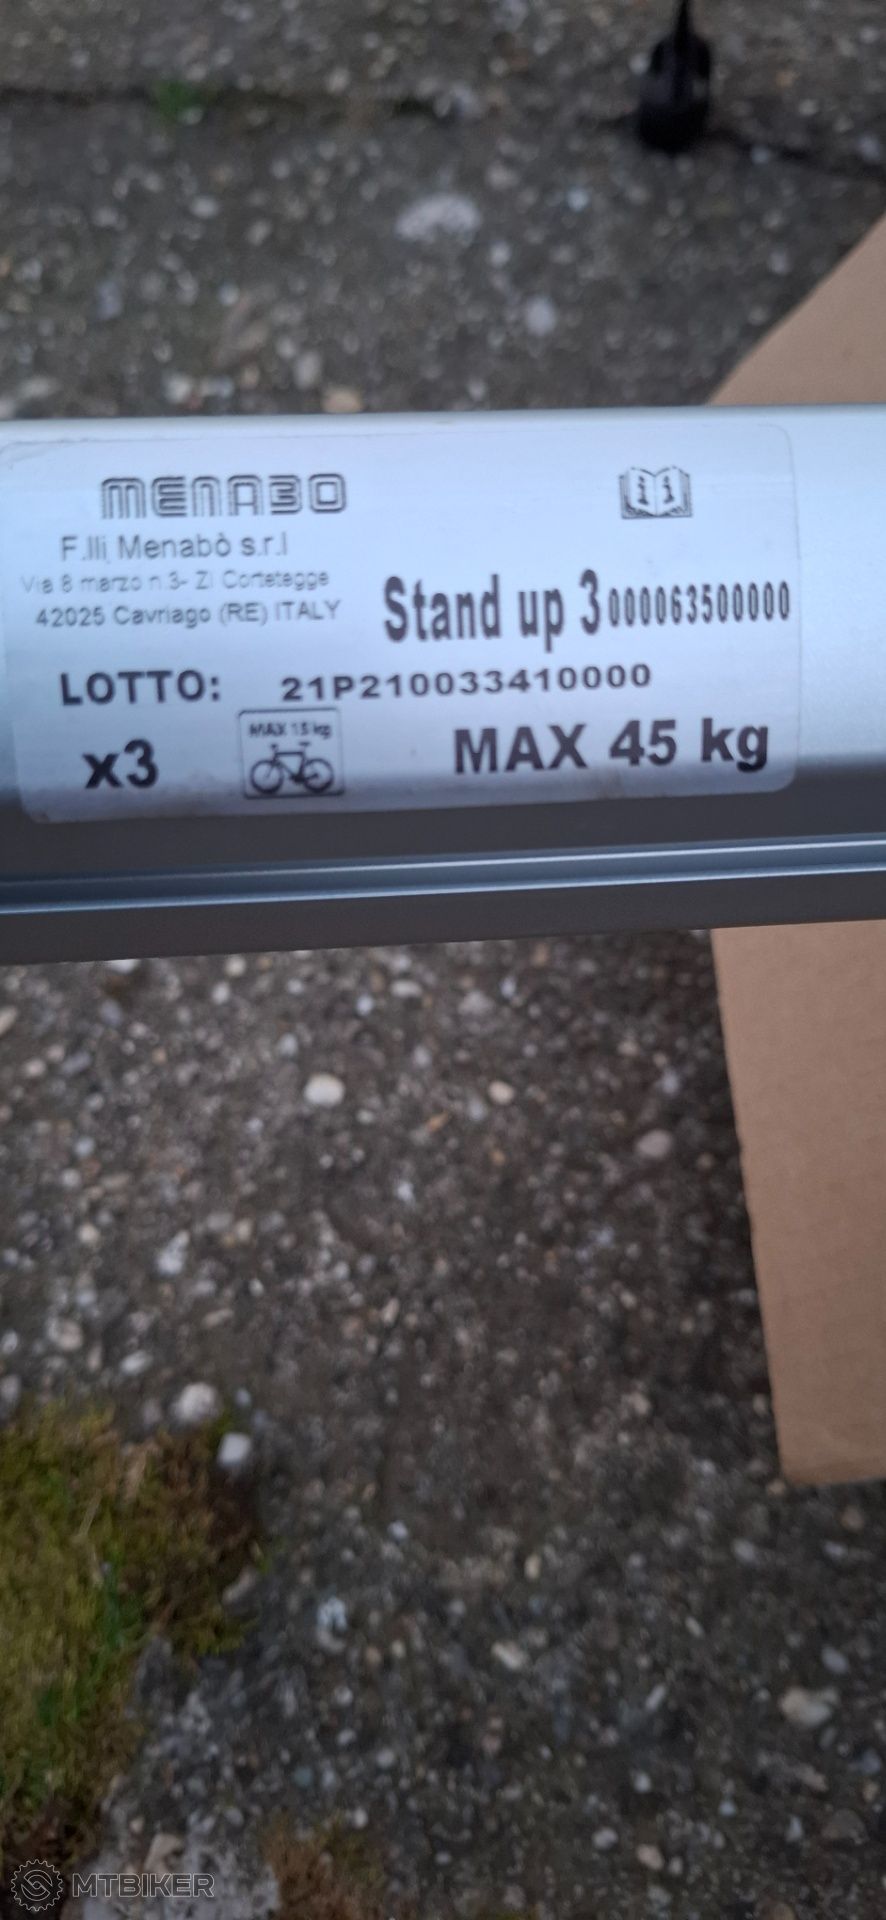 MENABO
F.lli Menabò s.r.l
Via 8 marzo n.3- ZI Cortetegge
42025 Cavriago (RE) ITALY
Stand up 3 000063500000
LOTTO: 21P210033410000
x3
MAX 15 kg
MAX 45 kg
MTBIKER